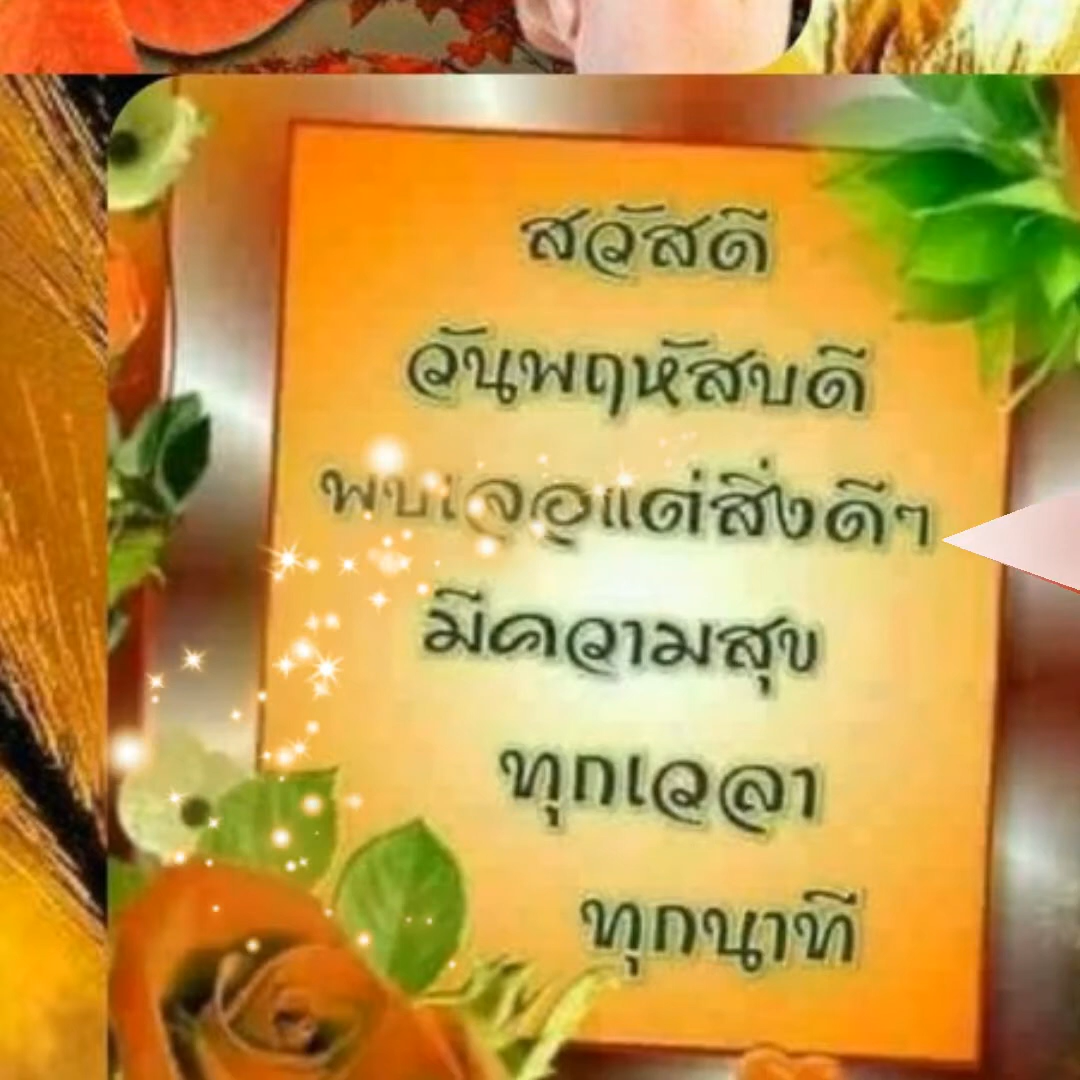 สวัสดี
วันพฤหัสบดี
พบเจอแต่สิ่งดีๆ
มีความสุข
ทุกเวลา
ทุกนาที